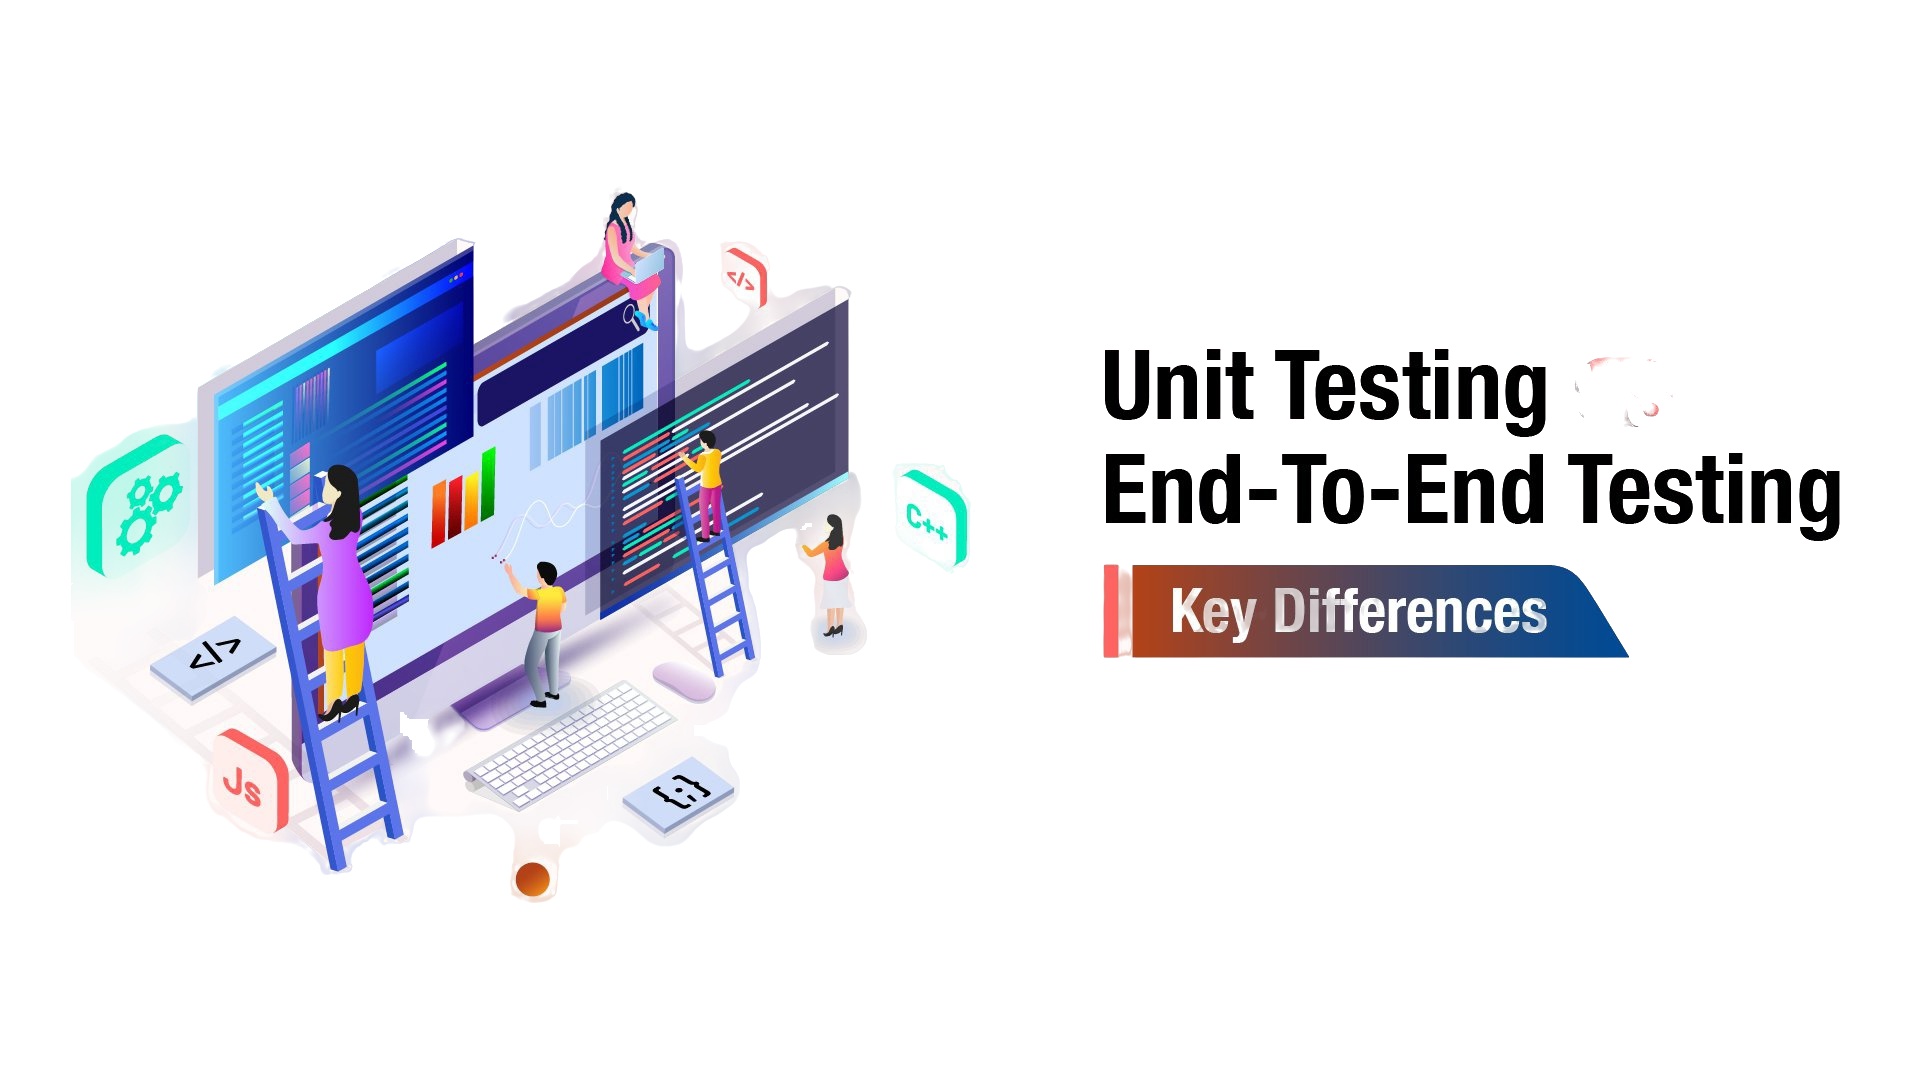 Unit Testing
End-To-End Testing
Key Differences
</>
C++
</>
Js
{;}